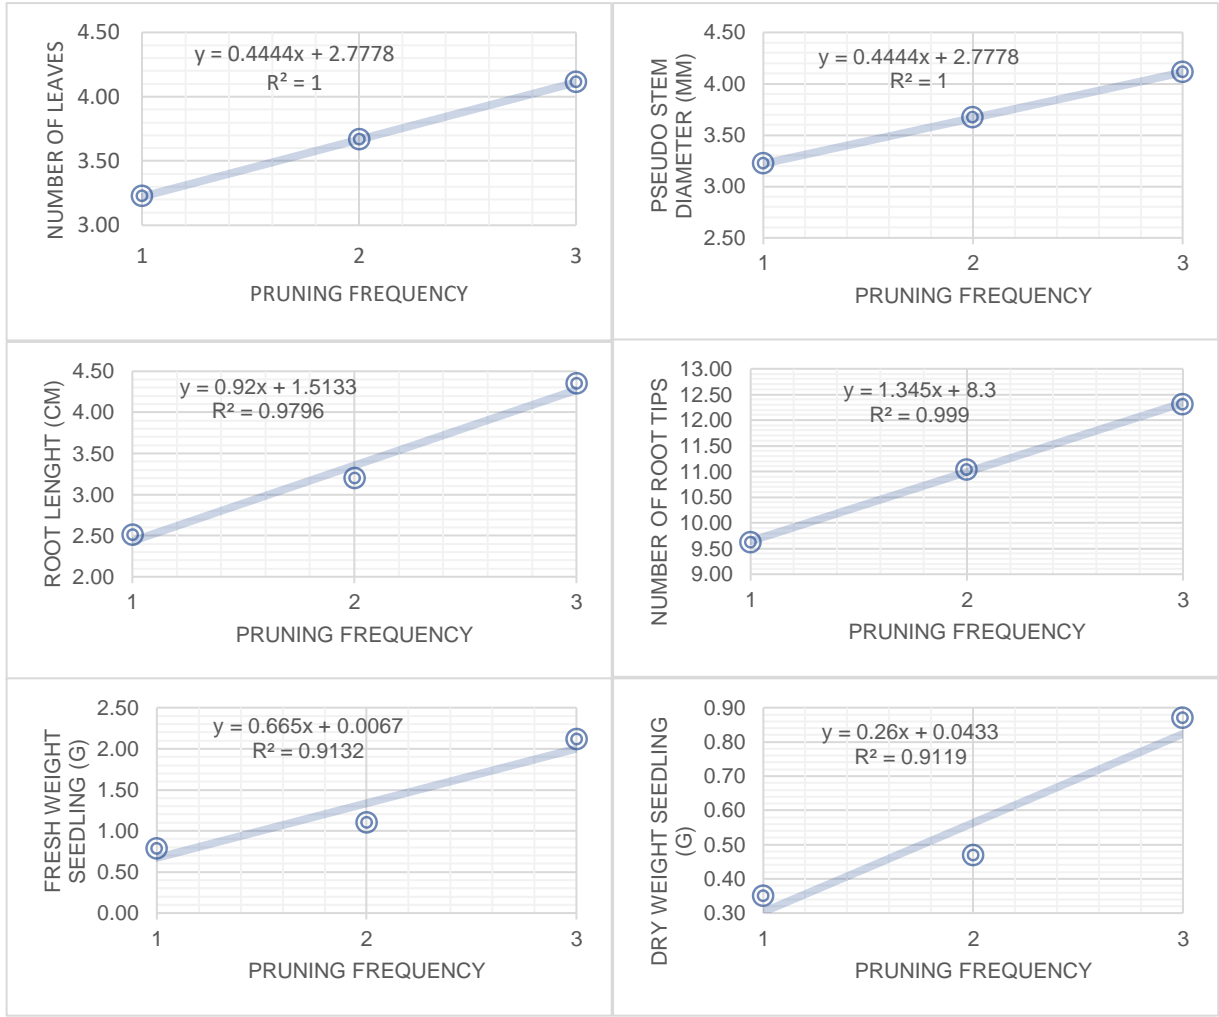 NUMBER OF LEAVES
4.50
4.00
3.50
3.00
y = 0.4444x + 2.7778
R² = 1
1
2
3
PRUNING FREQUENCY
PSEUDO STEM
DIAMETER (MM)
4.50
4.00
3.50
3.00
2.50
y = 0.4444x + 2.7778
R² = 1
1
2
3
PRUNING FREQUENCY
ROOT LENGHT (CM)
4.50
4.00
3.50
3.00
2.50
2.00
y = 0.92x + 1.5133
R² = 0.9796
1
2
3
PRUNING FREQUENCY
NUMBER OF ROOT TIPS
13.00
12.50
12.00
11.50
11.00
10.50
10.00
9.50
9.00
y = 1.345x + 8.3
R² = 0.999
1
2
3
PRUNING FREQUENCY
FRESH WEIGHT
SEEDLING (G)
2.50
2.00
1.50
1.00
0.50
0.00
y = 0.665x + 0.0067
R² = 0.9132
1
2
3
PRUNING FREQUENCY
DRY WEIGHT SEEDLING
(G)
0.90
0.80
0.70
0.60
0.50
0.40
0.30
y = 0.26x + 0.0433
R² = 0.9119
1
2
3
PRUNING FREQUENCY